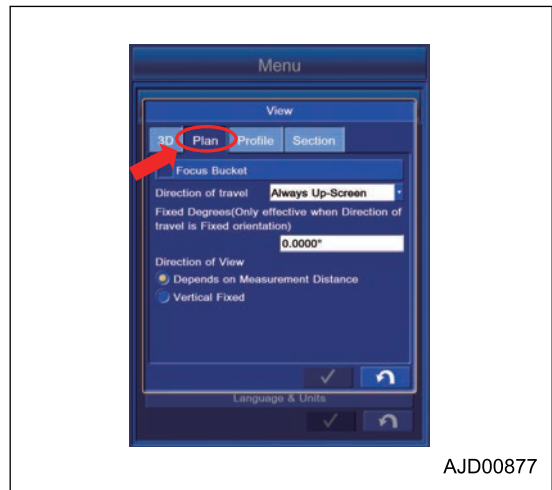 Menu
View
3D Plan Profile Section
Focus Bucket
Direction of travel Always Up-Screen
Fixed Degrees(Only effective when Direction of
travel is Fixed orientation)
0.0000°
Direction of View
Depends on Measurement Distance
Vertical Fixed
Language & Units
AJD00877